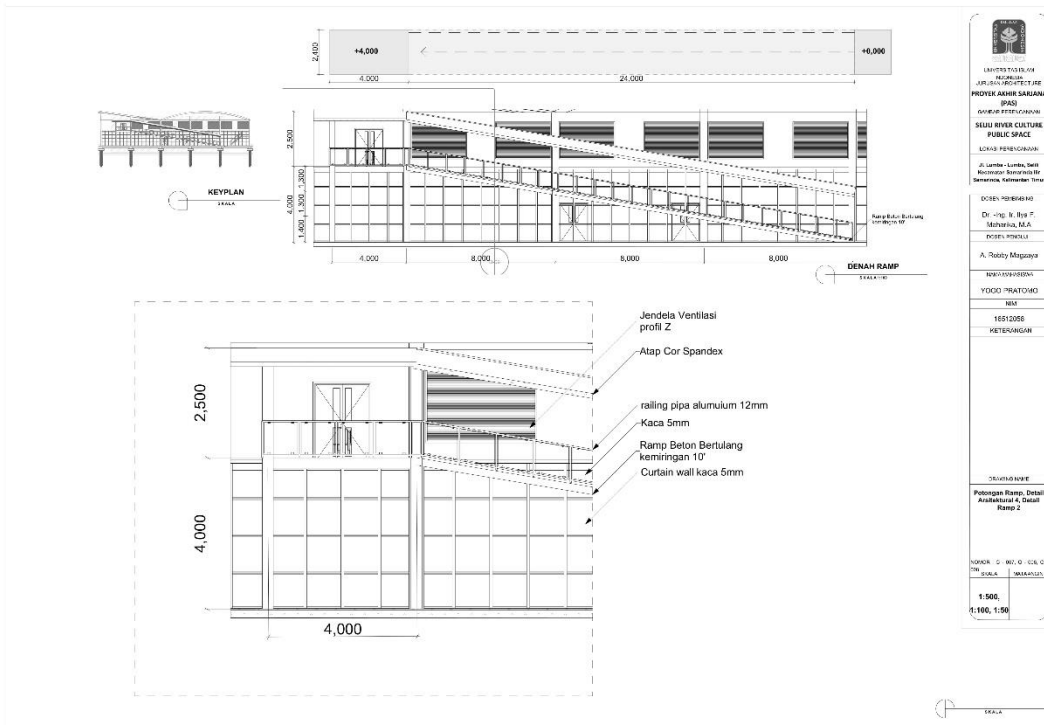 +4,000
+0,000
2,400
4,000
24,000
2,500
1,300
1,300
1,400
4,000
4,000
8,000
8,000
8,000
KEYPLAN
SKALA
Ramp Beton Bertulang
kemiringan 10'
DENAH RAMP
Jendela Ventilasi
profil Z
Atap Cor Spandex
railing pipa alumuium 12mm
Kaca 5mm
Ramp Beton Bertulang
kemiringan 10'
Curtain wall kaca 5mm
2,500
4,000
4,000
SKALA
UNIVERSITAS ISLAM
INDONESIA
JURUSAN ARCHITECTURE
PROYEK AKHIR SARJANA
(PAS)
GAMBAR PERENCANAAN
SELILI RIVER CULTURE
PUBLIC SPACE
LOKASI PERENCANAAN
Jl. Lumba - Lumba, Selili
Kecamatan Samarinda Ilir
Samarinda, Kalimantan Timur
DOSEN PEMBIMBING
Dr. -Ing. Ir. Ilya F.
Maharika, M.A
DOSEN PENGUJI
A. Robby Magzaya
NAMA MAHASISWA
YOGO PRATOMO
NIM
18512056
KETERANGAN
DRAWING NAME
Potongan Ramp, Detail
Arsitektural 4, Detail
Ramp 2
SKALA
1:500,
1:100, 1:50